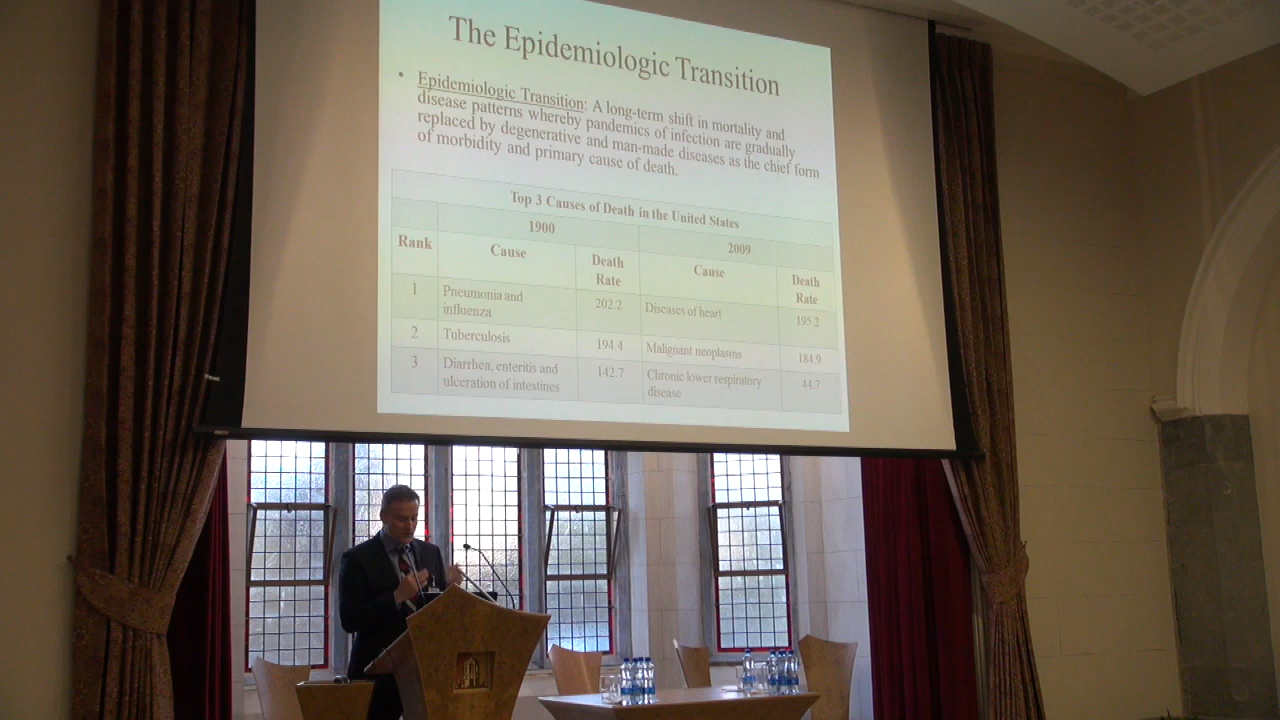 The Epidemiologic Transition
• Epidemiologic Transition: A long-term shift in mortality and
disease patterns whereby pandemics of infection are gradually
replaced by degenerative and man-made diseases as the chief form
of morbidity and primary cause of death.
Top 3 Causes of Death in the United States
1900 2009
Rank Cause Death Rate Cause Death Rate
1 Pneumonia and influenza 202.2 Diseases of heart 195.2
2 Tuberculosis 194.4 Malignant neoplasms 184.9
3 Diarrhea, enteritis and ulceration of intestines 142.7 Chronic lower respiratory disease 44.7